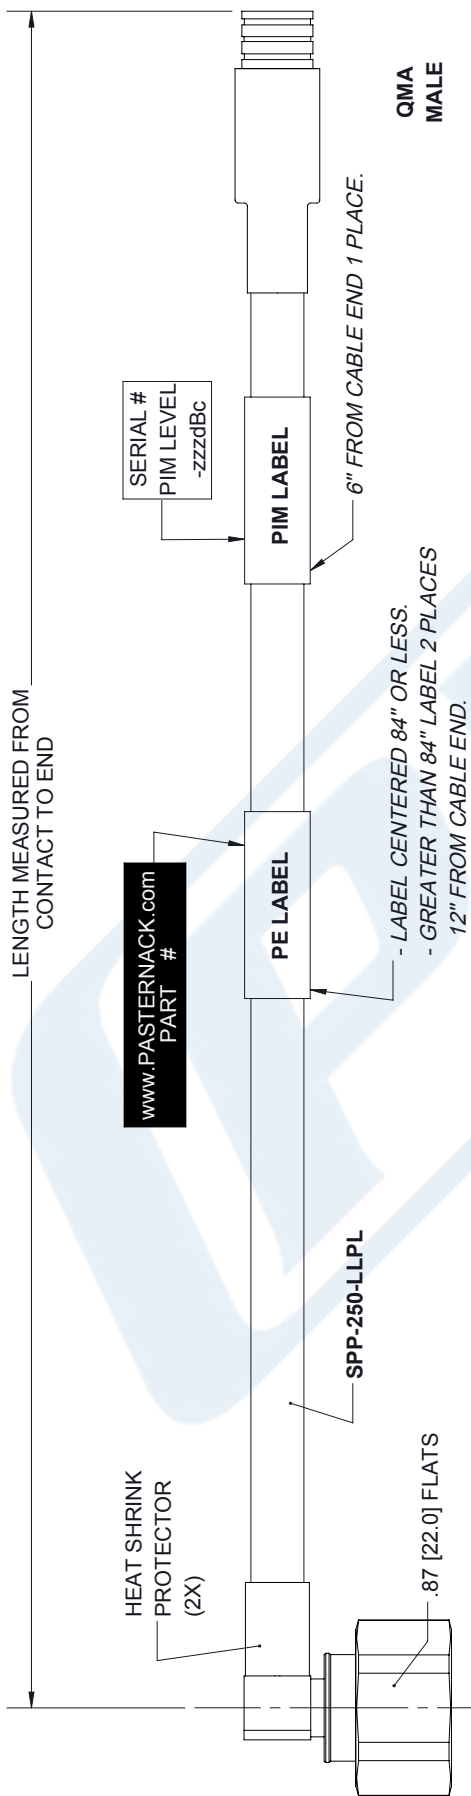 LENGTH MEASURED FROM
CONTACT TO END
HEAT SHRINK
PROTECTOR
(2X)
www.PASTERNACK.com
PART #
SERIAL #
PIM LEVEL
-zzzdBc
PE LABEL
PIM LABEL
.87 [22.0] FLATS
SPP-250-LLPL
- LABEL CENTERED 84" OR LESS.
- GREATER THAN 84" LABEL 2 PLACES
12" FROM CABLE END.
6" FROM CABLE END 1 PLACE.
QMA
MALE